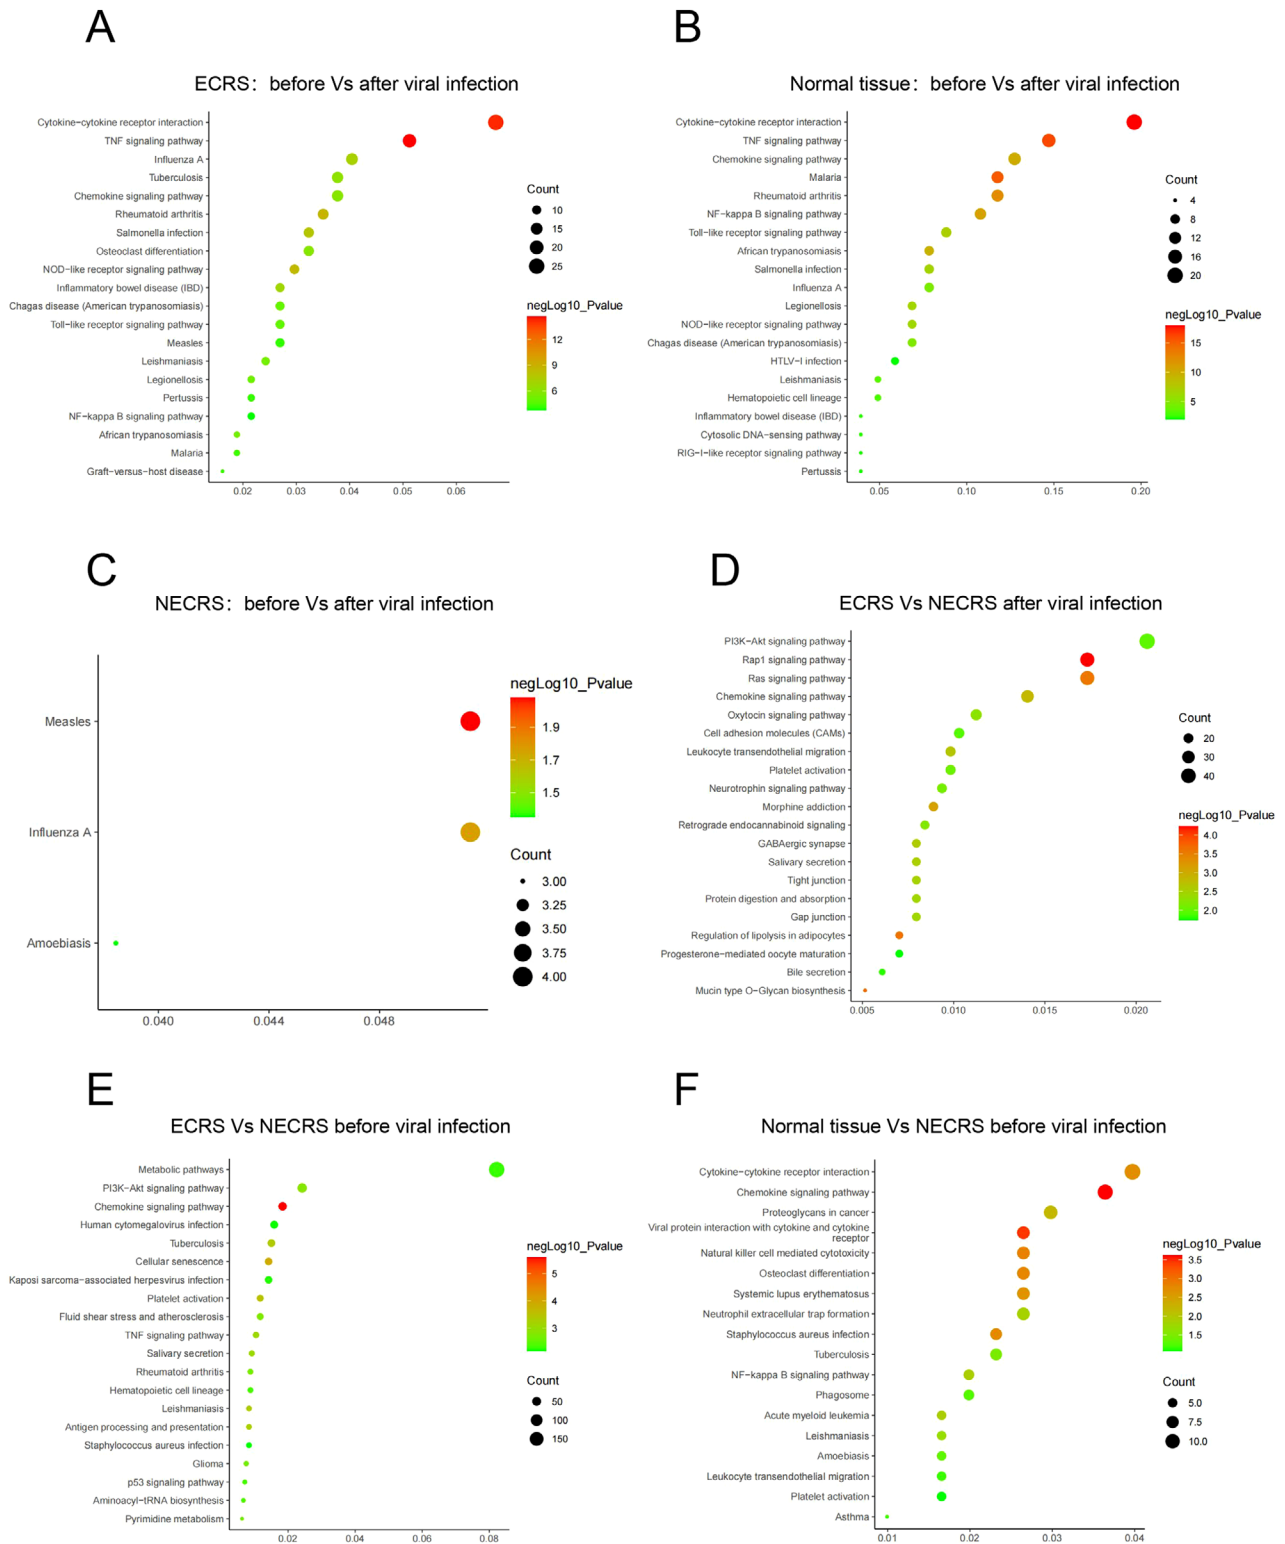 A
ECRS: before Vs after viral infection
Cytokine−cytokine receptor interaction
TNF signaling pathway
Influenza A
Tuberculosis
Chemokine signaling pathway
Rheumatoid arthritis
Salmonella infection
Osteoclast differentiation
NOD−like receptor signaling pathway
Inflammatory bowel disease (IBD)
Chagas disease (American trypanosomiasis)
Toll−like receptor signaling pathway
Measles
Leishmaniasis
Legionellosis
Pertussis
NF−kappa B signaling pathway
African trypanosomiasis
Malaria
Graft−versus−host disease
0.02 0.03 0.04 0.05 0.06
Count
10
15
20
25
negLog10_Pvalue
12
9
6
B
Normal tissue: before Vs after viral infection
Cytokine−cytokine receptor interaction
TNF signaling pathway
Chemokine signaling pathway
Malaria
Rheumatoid arthritis
NF−kappa B signaling pathway
Toll−like receptor signaling pathway
African trypanosomiasis
Salmonella infection
Influenza A
Legionellosis
NOD−like receptor signaling pathway
Chagas disease (American trypanosomiasis)
HTLV−I infection
Leishmaniasis
Hematopoietic cell lineage
Inflammatory bowel disease (IBD)
Cytosolic DNA−sensing pathway
RIG−I−like receptor signaling pathway
Pertussis
0.05 0.10 0.15 0.20
Count
4
8
12
16
20
negLog10_Pvalue
15
10
5
C
NECRS: before Vs after viral infection
Measles
Influenza A
Amoebiasis
0.040 0.044 0.048
negLog10_Pvalue
1.9
1.7
1.5
Count
3.00
3.25
3.50
3.75
4.00
D
ECRS Vs NECRS after viral infection
PI3K−Akt signaling pathway
Rap1 signaling pathway
Ras signaling pathway
Chemokine signaling pathway
Oxytocin signaling pathway
Cell adhesion molecules (CAMs)
Leukocyte transendothelial migration
Platelet activation
Neurotrophin signaling pathway
Morphine addiction
Retrograde endocannabinoid signaling
GABAergic synapse
Salivary secretion
Tight junction
Protein digestion and absorption
Gap junction
Regulation of lipolysis in adipocytes
Progesterone−mediated oocyte maturation
Bile secretion
Mucin type O−Glycan biosynthesis
0.005 0.010 0.015 0.020
Count
20
30
40
negLog10_Pvalue
4.0
3.5
3.0
2.5
2.0
E
ECRS Vs NECRS before viral infection
Metabolic pathways
PI3K−Akt signaling pathway
Chemokine signaling pathway
Human cytomegalovirus infection
Tuberculosis
Cellular senescence
Kaposi sarcoma−associated herpesvirus infection
Platelet activation
Fluid shear stress and atherosclerosis
TNF signaling pathway
Salivary secretion
Rheumatoid arthritis
Hematopoietic cell lineage
Leishmaniasis
Antigen processing and presentation
Staphylococcus aureus infection
Glioma
p53 signaling pathway
Aminoacyl−tRNA biosynthesis
Pyrimidine metabolism
0.02 0.04 0.06 0.08
negLog10_Pvalue
5
4
3
Count
50
100
150
F
Normal tissue Vs NECRS before viral infection
Cytokine−cytokine receptor interaction
Chemokine signaling pathway
Proteoglycans in cancer
Viral protein interaction with cytokine and cytokine
receptor
Natural killer cell mediated cytotoxicity
Osteoclast differentiation
Systemic lupus erythematosus
Neutrophil extracellular trap formation
Staphylococcus aureus infection
Tuberculosis
NF−kappa B signaling pathway
Phagosome
Acute myeloid leukemia
Leishmaniasis
Amoebiasis
Leukocyte transendothelial migration
Platelet activation
Asthma
0.01 0.02 0.03 0.04
negLog10_Pvalue
3.5
3.0
2.5
2.0
1.5
Count
5.0
7.5
10.0